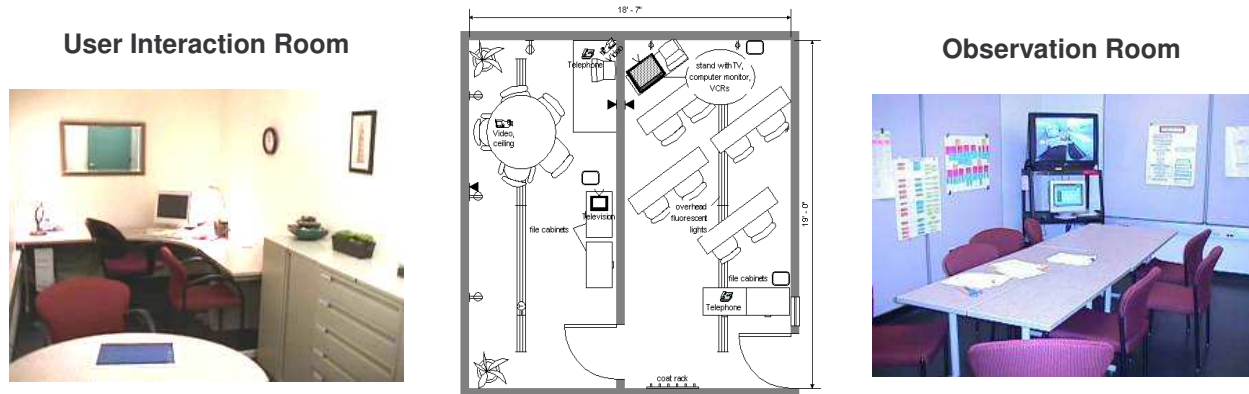 User Interaction Room
18' - 7"
Observation Room
Telephone
Video
stand with TV,
computer monitor,
VCRs
Video,
ceiling
Television
overhead
fluorescent
lights
file cabinets
19' - 0"
file cabinets
Telephone
coat rack